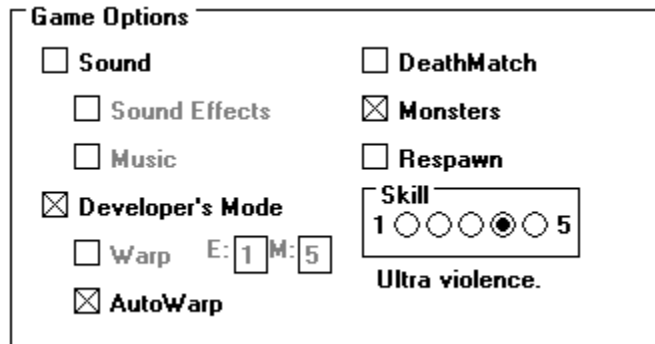 Game Options
Sound
DeathMatch
Sound Effects
Monsters
Music
Respawn
Developer's Mode
Skill
1 5
Warp E: 1 M: 5
Ultra violence.
AutoWarp